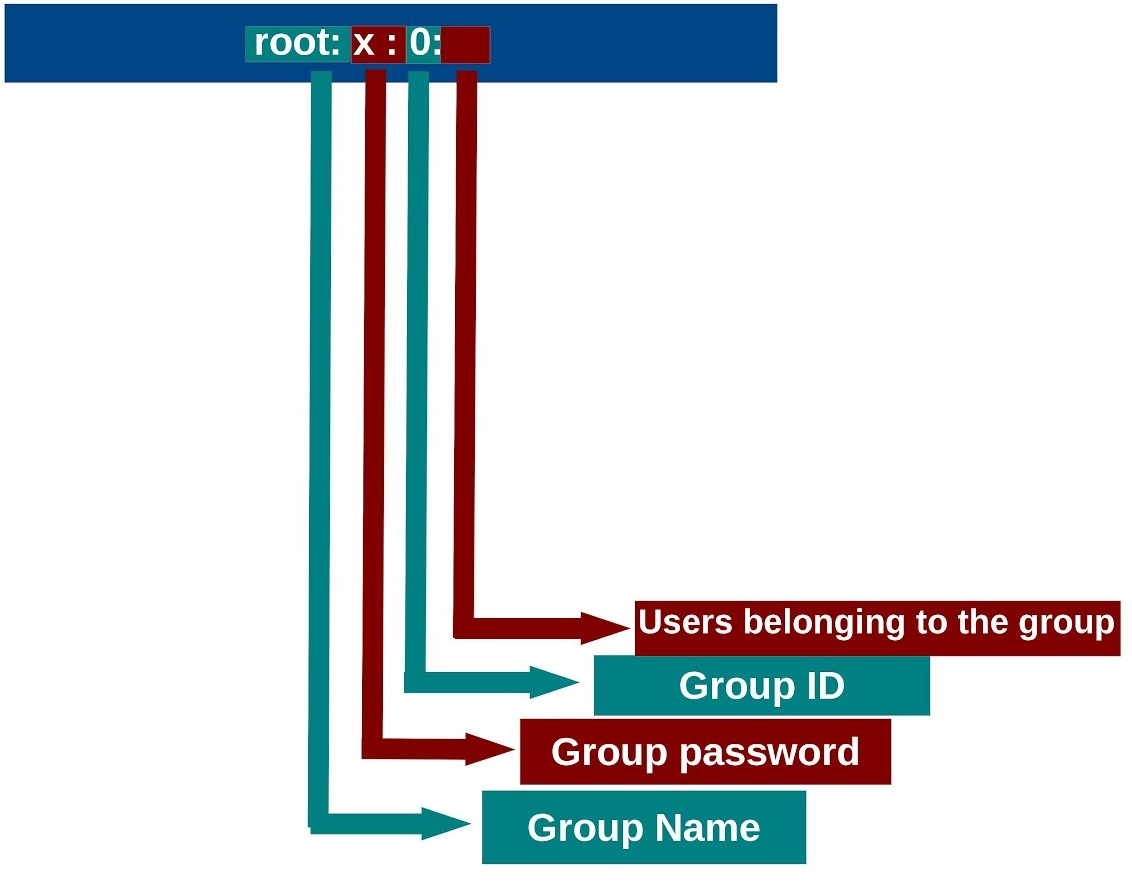 root: x : 0:
Users belonging to the group
Group ID
Group password
Group Name